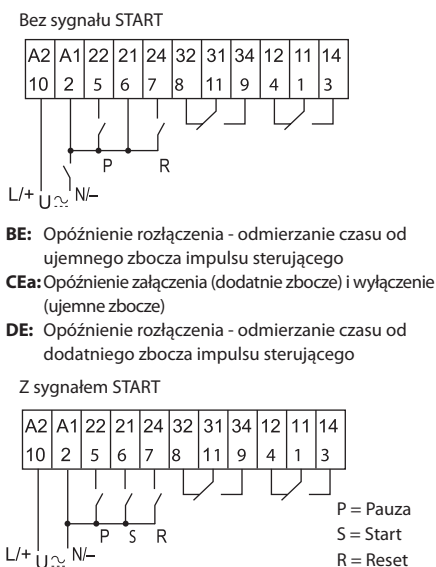 Bez sygnału START
A2 A1 22 21 24 32 31 34 12 11 14
10 2 5 6 7 8 11 9 4 1 3
P R
L/+ U N/–
BE: Opóźnienie rozłączenia - odmierzanie czasu od
ujemnego zbocza impulsu sterującego
CEa: Opóźnienie załączenia (dodatnie zbocze) i wyłączenie
(ujemne zbocze)
DE: Opóźnienie rozłączenia - odmierzanie czasu od
dodatniego zbocza impulsu sterującego
Z sygnałem START
A2 A1 22 21 24 32 31 34 12 11 14
10 2 5 6 7 8 11 9 4 1 3
P S R
L/+ U N/–
P = Pauza
S = Start
R = Reset